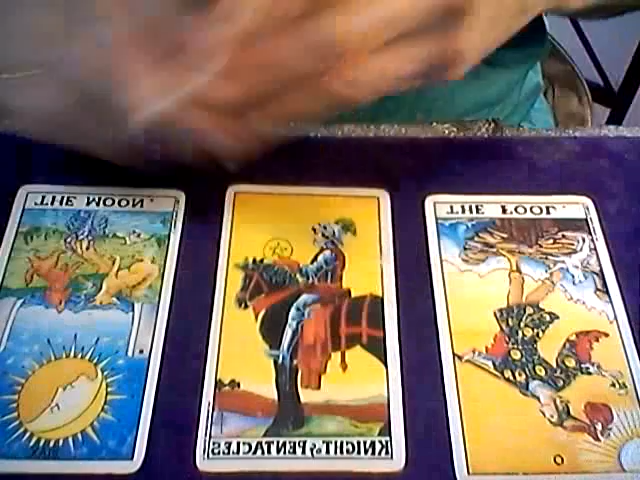 THE MOON.
KNIGHT of PENTACLES
THE FOOL.
0